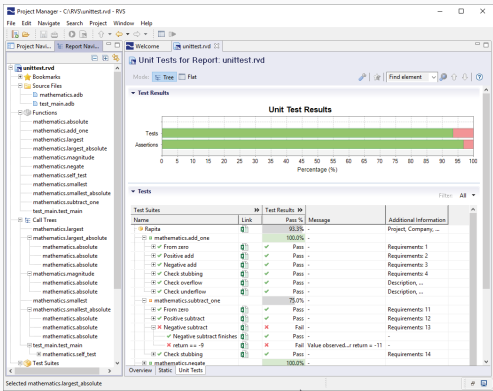 Project Manager - C:\RVS\unittest.rvd - RVS
File Edit Navigate Search Project Window Help
Project Navi... Report Navi...
unittest.rvd
Bookmarks
Source Files
mathematics.adb
test_main.adb
Functions
mathematics.absolute
mathematics.add_one
mathematics.largest
mathematics.largest_absolute
mathematics.magnitude
mathematics.negate
mathematics.self_test
mathematics.smallest
mathematics.smallest_absolute
mathematics.subtract_one
test_main.test_main
Call Trees
mathematics.largest
mathematics.largest_absolute
mathematics.absolute
mathematics.absolute
mathematics.magnitude
mathematics.absolute
mathematics.absolute
mathematics.smallest
mathematics.smallest_absolute
mathematics.absolute
mathematics.absolute
test_main.test_main
mathematics.self_test
Test Suites
Welcome unittest.rvd
Unit Tests for Report: unittest.rvd
Mode: Tree Flat Find element
Test Results
Unit Test Results
Tests
Assertions
0 5 10 15 20 25 30 35 40 45 50 55 60 65 70 75 80 85 90 95 100
Percentage (%)
Tests
Filter: All
Test Suites Test Results
Name Link Pass % Message Additional Information
Rapita 93.3% - Project, Company, ...
mathematics.add_one 100.0% -
From zero Pass - Requirements: 1
Positive add Pass - Requirements: 2
Negative add Pass - Requirements: 3
Check stubbing Pass - Requirements: 4
Check overflow Pass - Description, ...
Check underflow Pass - Description, ...
mathematics.subtract_one 75.0% -
From zero Pass - Requirements: 11
Positive subtract Pass - Requirements: 12
Negative subtract Fail - Requirements: 13
Negative subtract finishes Pass - -
return == -9 Fail Value observed...r return = -11 -
Check stubbing Pass - Requirements: 14
mathematics.negate 100.0% -
Overview Static Unit Tests
Selected mathematics.largest_absolute